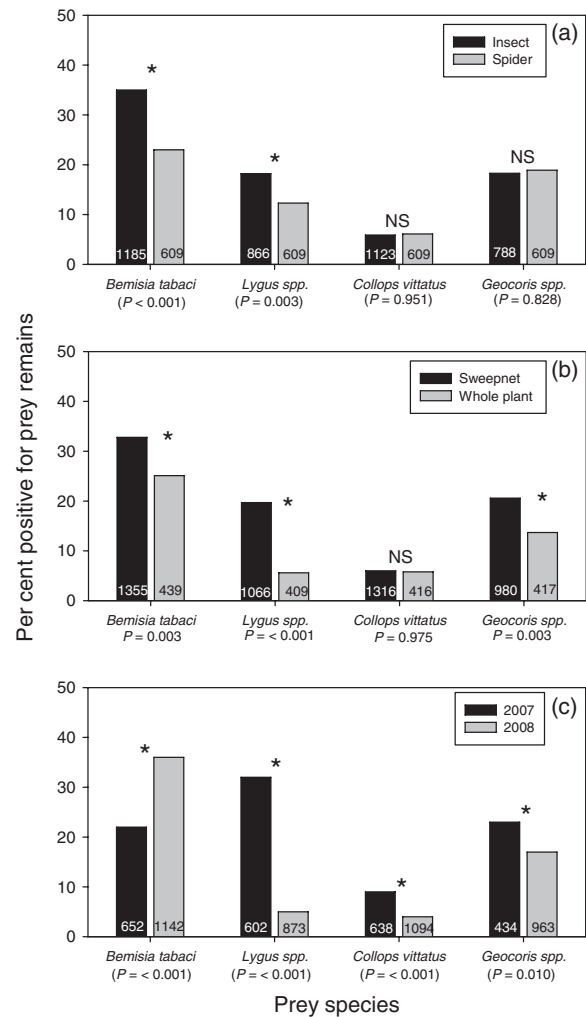 Per cent positive for prey remains
(a)
50
40
30
20
10
0
Insect
Spider
*
*
NS
NS
1185 609 866 609 1123 609 788 609
Bemisia tabaci Lygus spp. Collops vittatus Geocoris spp.
(P < 0.001) (P = 0.003) (P = 0.951) (P = 0.828)
(b)
50
40
30
20
10
0
Sweepnet
Whole plant
*
*
NS
*
1355 439 1066 409 1316 416 980 417
Bemisia tabaci Lygus spp. Collops vittatus Geocoris spp.
P = 0.003 P = < 0.001 P = 0.975 P = 0.003
(c)
50
40
30
20
10
0
2007
2008
*
*
*
*
652 1142 602 873 638 1094 434 963
Bemisia tabaci Lygus spp. Collops vittatus Geocoris spp.
(P = < 0.001) (P = < 0.001) (P = < 0.001) (P = 0.010)
Prey species